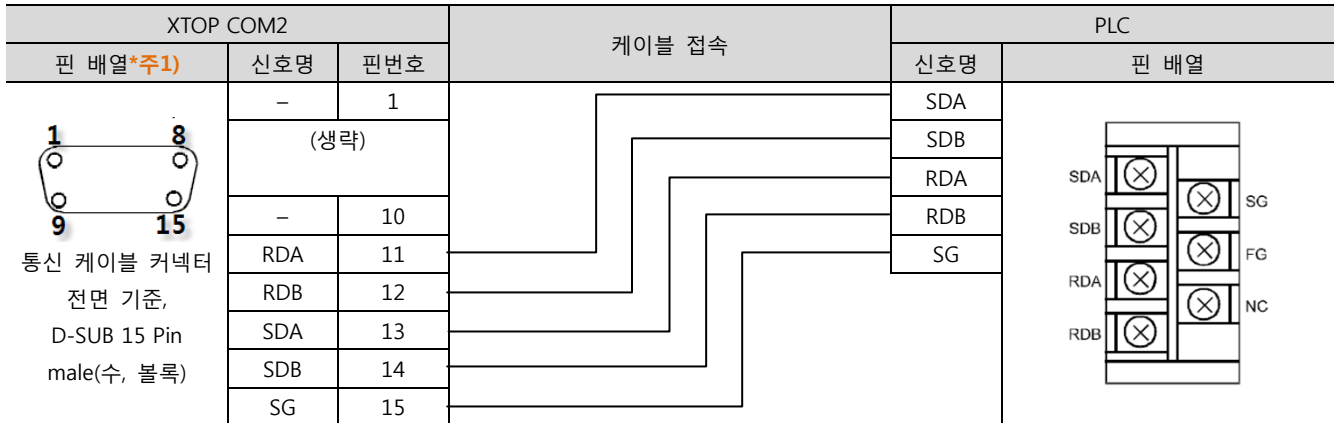 XTOP COM2 케이블 접속 PLC
핀 배열*주1) 신호명 핀번호 신호명 핀 배열
– 1 SDA
(생략) SDB
RDA
– 10 RDB
RDA 11 SG
RDB 12
SDA 13
SDB 14
SG 15
1 8
9 15
통신 케이블 커넥터
전면 기준,
D-SUB 15 Pin
male(수, 볼록)
SDA
SG
SDB
FG
RDA
NC
RDB